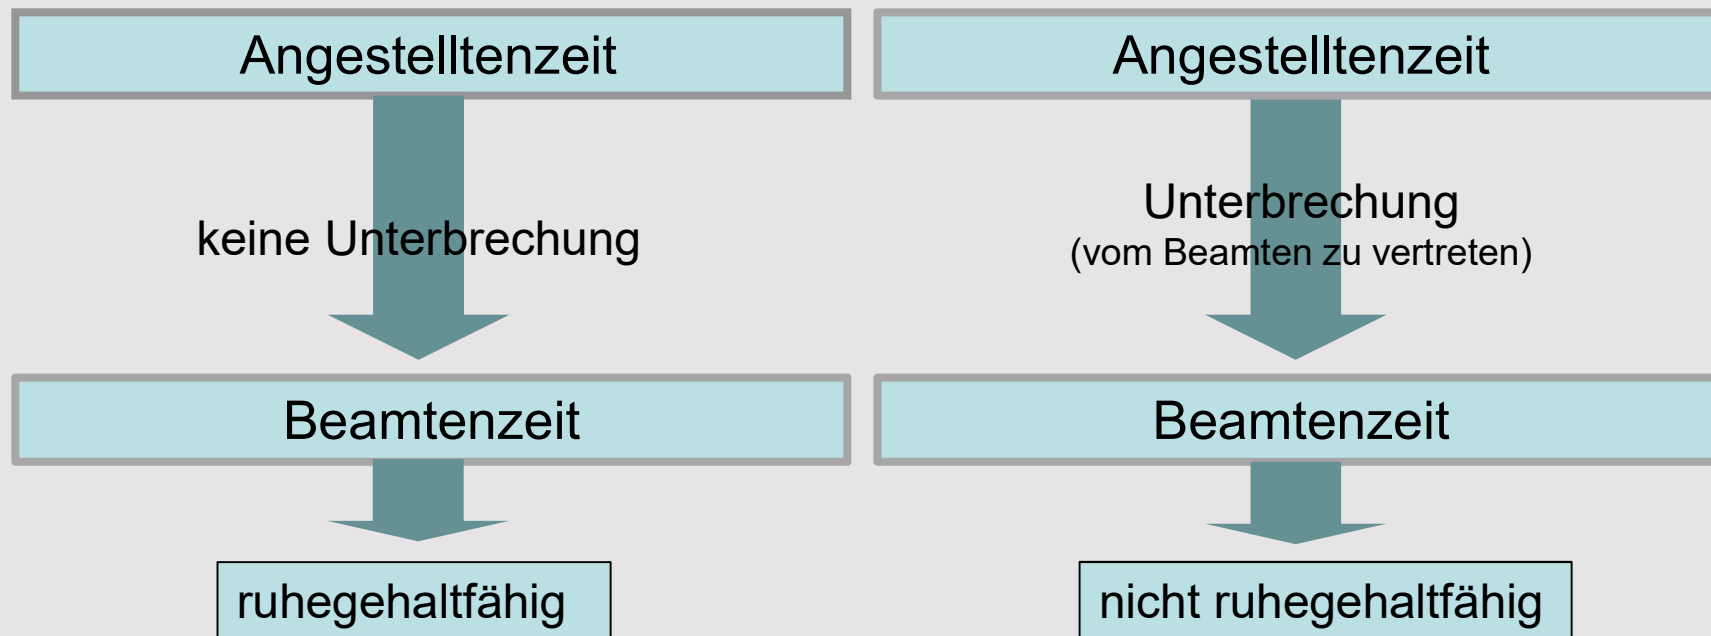 Angestelltenzeit
keine Unterbrechung
Beamtenzeit
ruhegehaltfähig
Angestelltenzeit
Unterbrechung
(vom Beamten zu vertreten)
Beamtenzeit
nicht ruhegehaltfähig